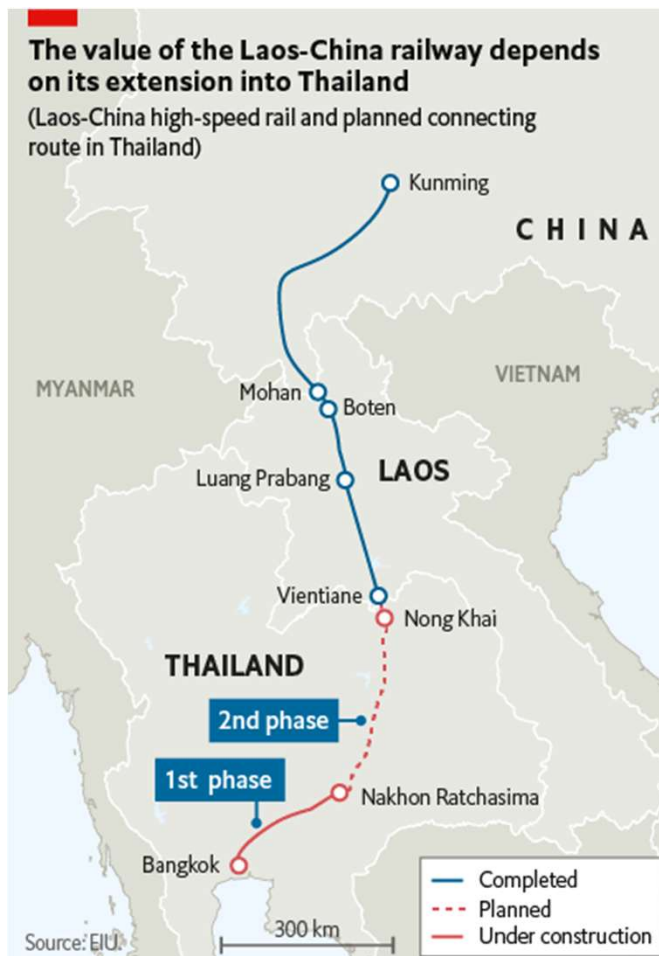 The value of the Laos-China railway depends
on its extension into Thailand
(Laos-China high-speed rail and planned connecting
route in Thailand)
Kunming
CHINA
MYANMAR
VIETNAM
Mohan
Boten
Luang Prabang
LAOS
Vientiane
Nong Khai
THAILAND
2nd phase
1st phase
Nakhon Ratchasima
Bangkok
Completed
Planned
Under construction
300 km
Source: EIU.